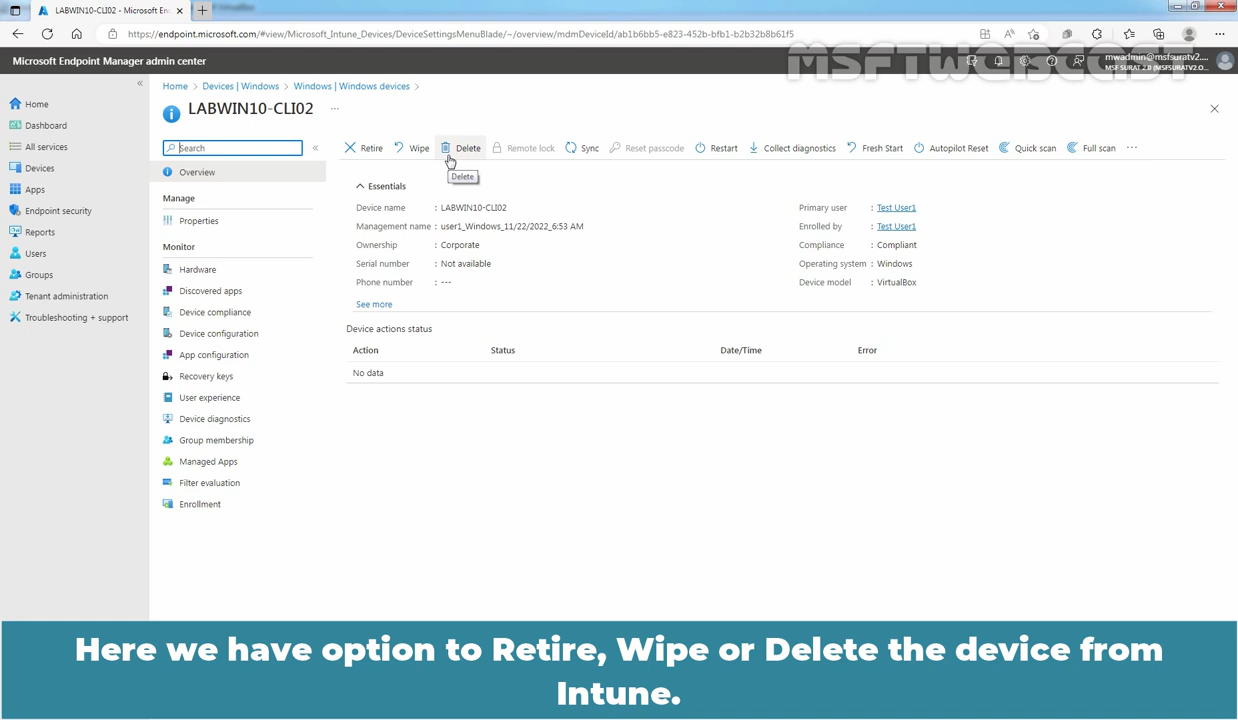 LABWIN10-CLI02 - Microsoft En
https://endpoint.microsoft.com/#view/Microsoft_Intune_Devices/DeviceSettingsMenuBlade/~/overview/mdmDeviceId/ab1b6bb5-e823-452b-bfb1-b2b32b8b61f5
Microsoft Endpoint Manager admin center
mwadmin@msfsuratv2....
MSF SURAT 2.0 (MSFSURATV2.O...
MSFTWEBCAST
Home > Devices | Windows > Windows | Windows devices >
LABWIN10-CLI02 ...
Home
Dashboard
All services
Devices
Apps
Endpoint security
Reports
Users
Groups
Tenant administration
Troubleshooting + support
Search
Overview
Manage
Properties
Monitor
Hardware
Discovered apps
Device compliance
Device configuration
App configuration
Recovery keys
User experience
Device diagnostics
Group membership
Managed Apps
Filter evaluation
Enrollment
Retire Wipe Delete Remote lock Sync Reset passcode Restart Collect diagnostics Fresh Start Autopilot Reset Quick scan Full scan ...
Delete
Essentials
Device name : LABWIN10-CLI02
Management name : user1_Windows_11/22/2022_6:53 AM
Ownership : Corporate
Serial number : Not available
Phone number : ---
Primary user : Test User1
Enrolled by : Test User1
Compliance : Compliant
Operating system : Windows
Device model : VirtualBox
See more
Device actions status
Action Status Date/Time Error
No data
Here we have option to Retire, Wipe or Delete the device from
Intune.